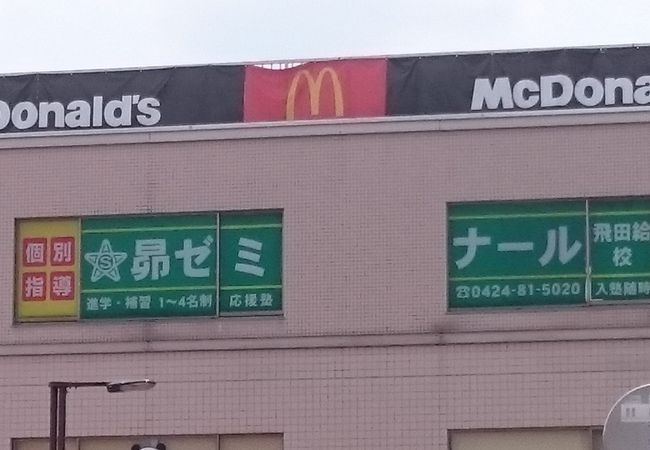 Donald's
McDona
個別
指導
昴ゼミ
進学・補習 1～4名制 応援塾
ナール
☎0424-81-5020
飛田給
校
入塾随時